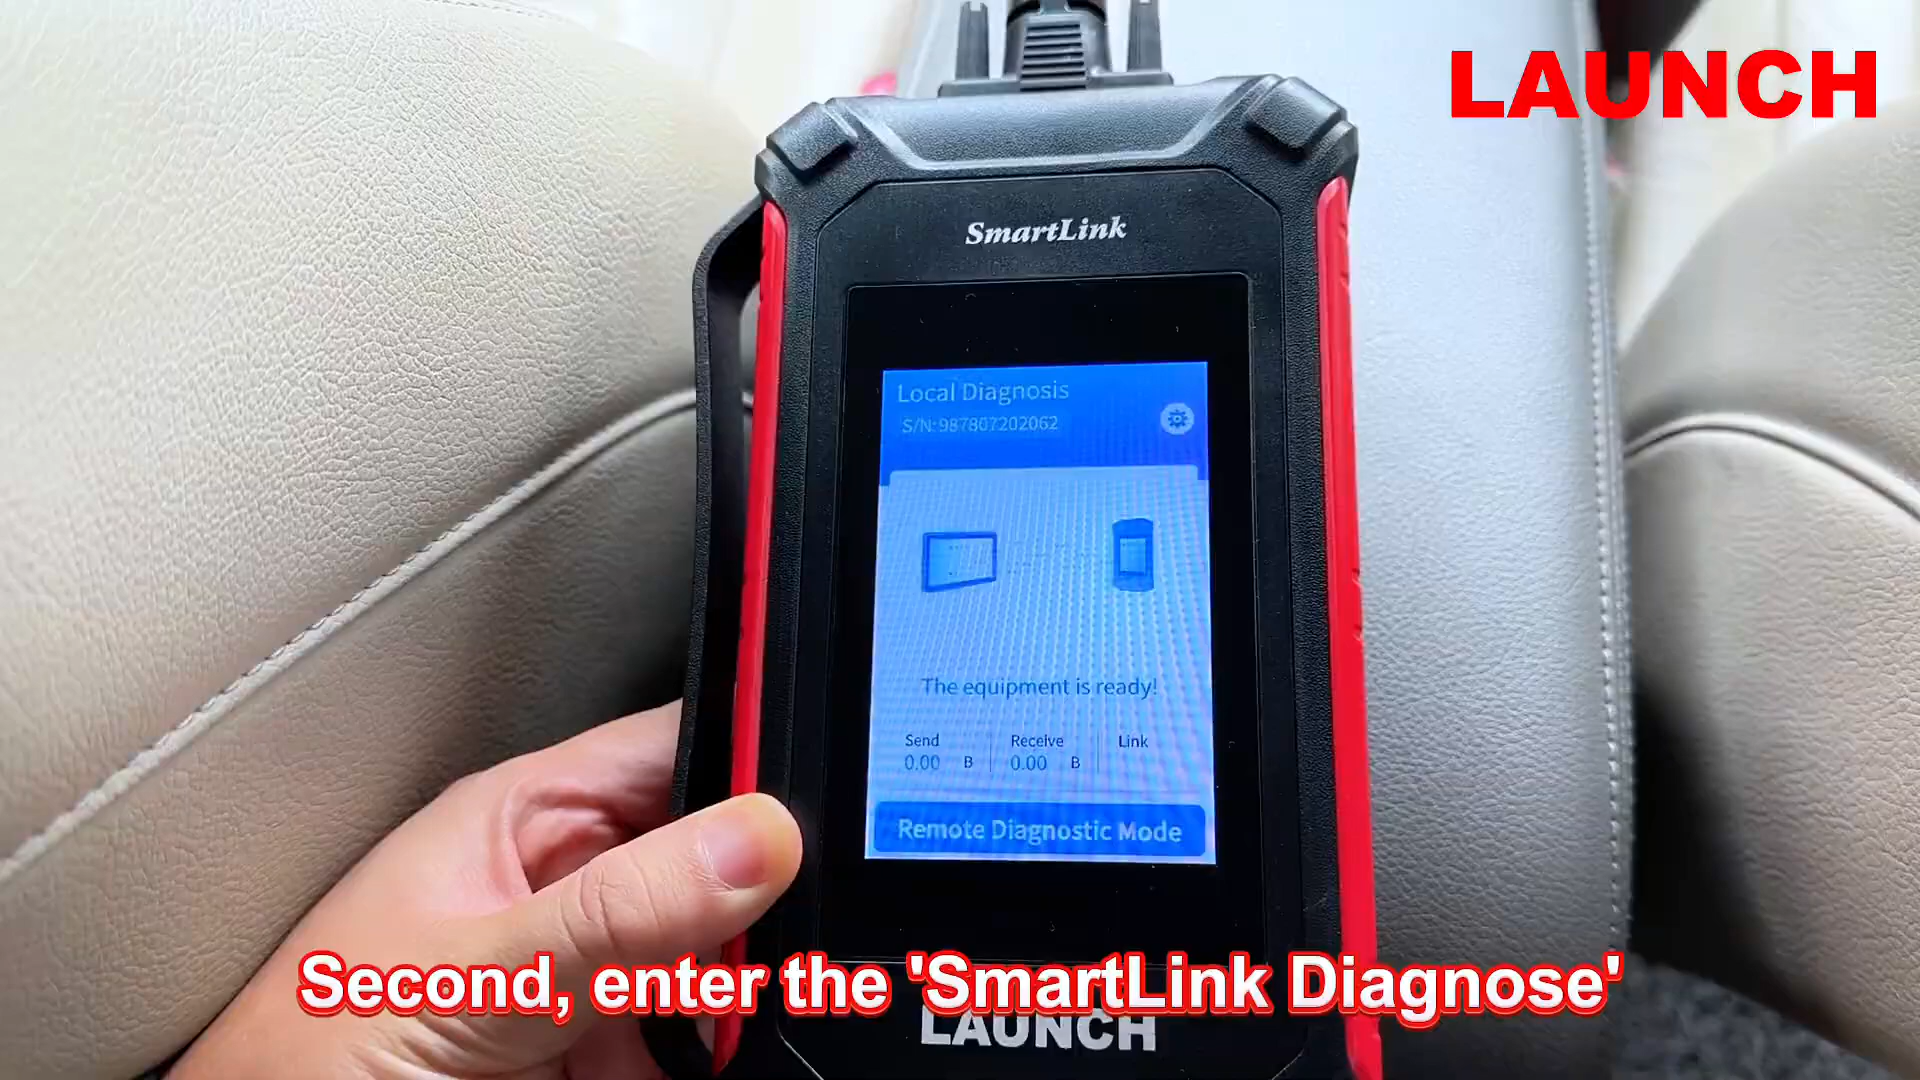 LAUNCH
SmartLink
Local Diagnosis
S/N:987807202062
The equipment is ready!
Send
Receive
Link
0.00 B
0.00 B
Remote Diagnostic Mode
Second, enter the 'SmartLink Diagnose'
LAUNCH